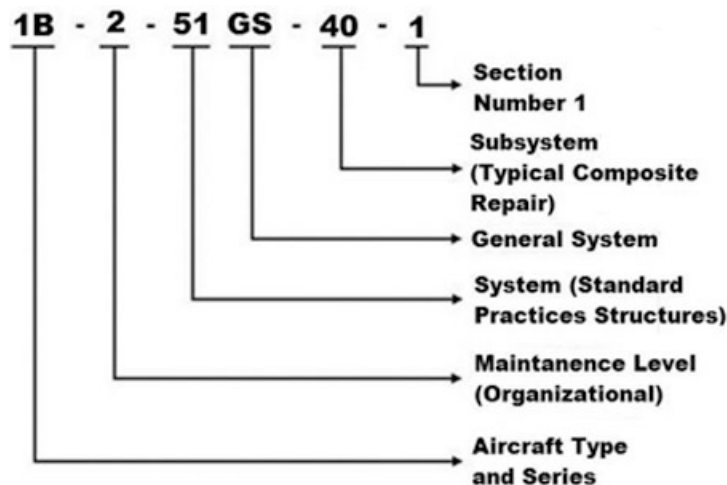 1B - 2 - 51 GS - 40 - 1
Section
Number 1
Subsystem
(Typical Composite
Repair)
General System
System (Standard
Practices Structures)
Maintanence Level
(Organizational)
Aircraft Type
and Series